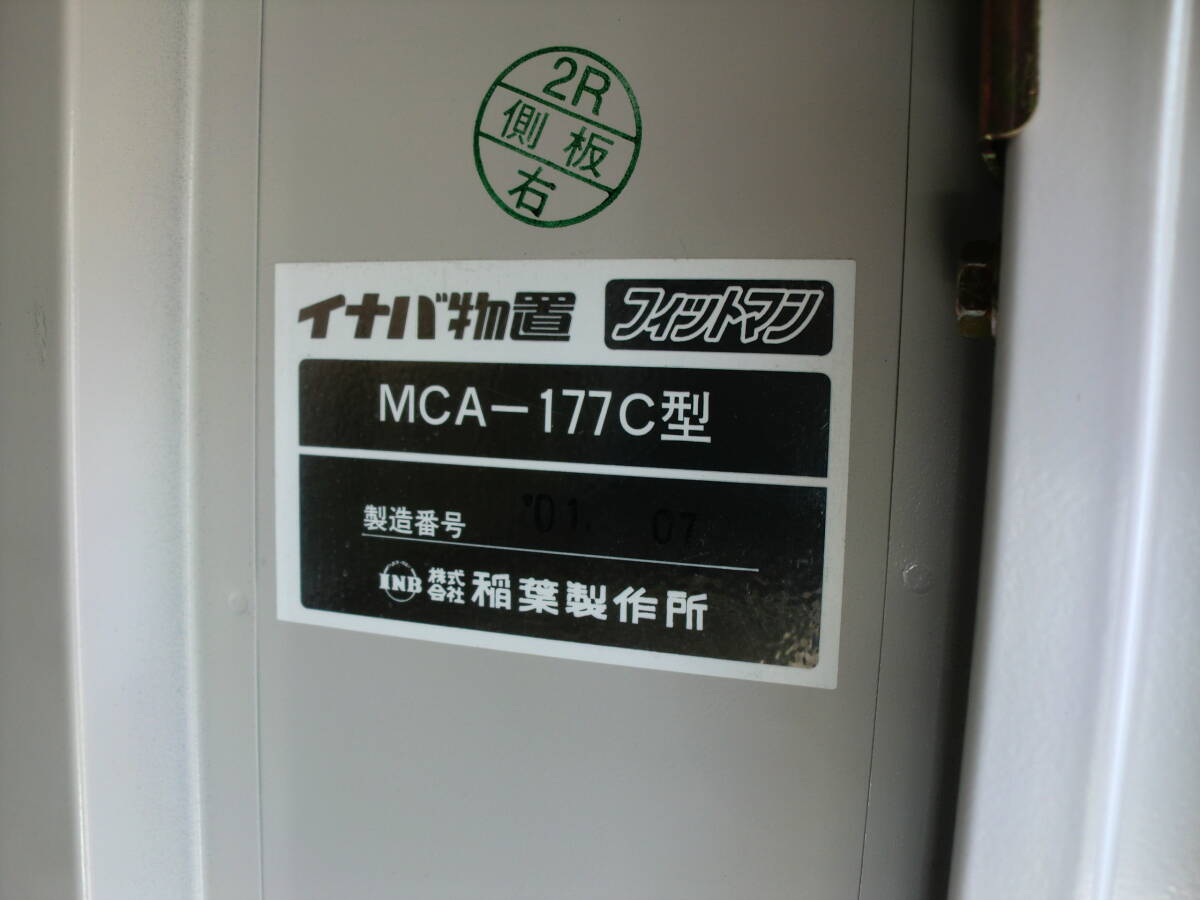 2R
側板
右
イナバ物置 フィットマン
MCA-177C型
製造番号 '01. 07
INB 株式会社 稲葉製作所